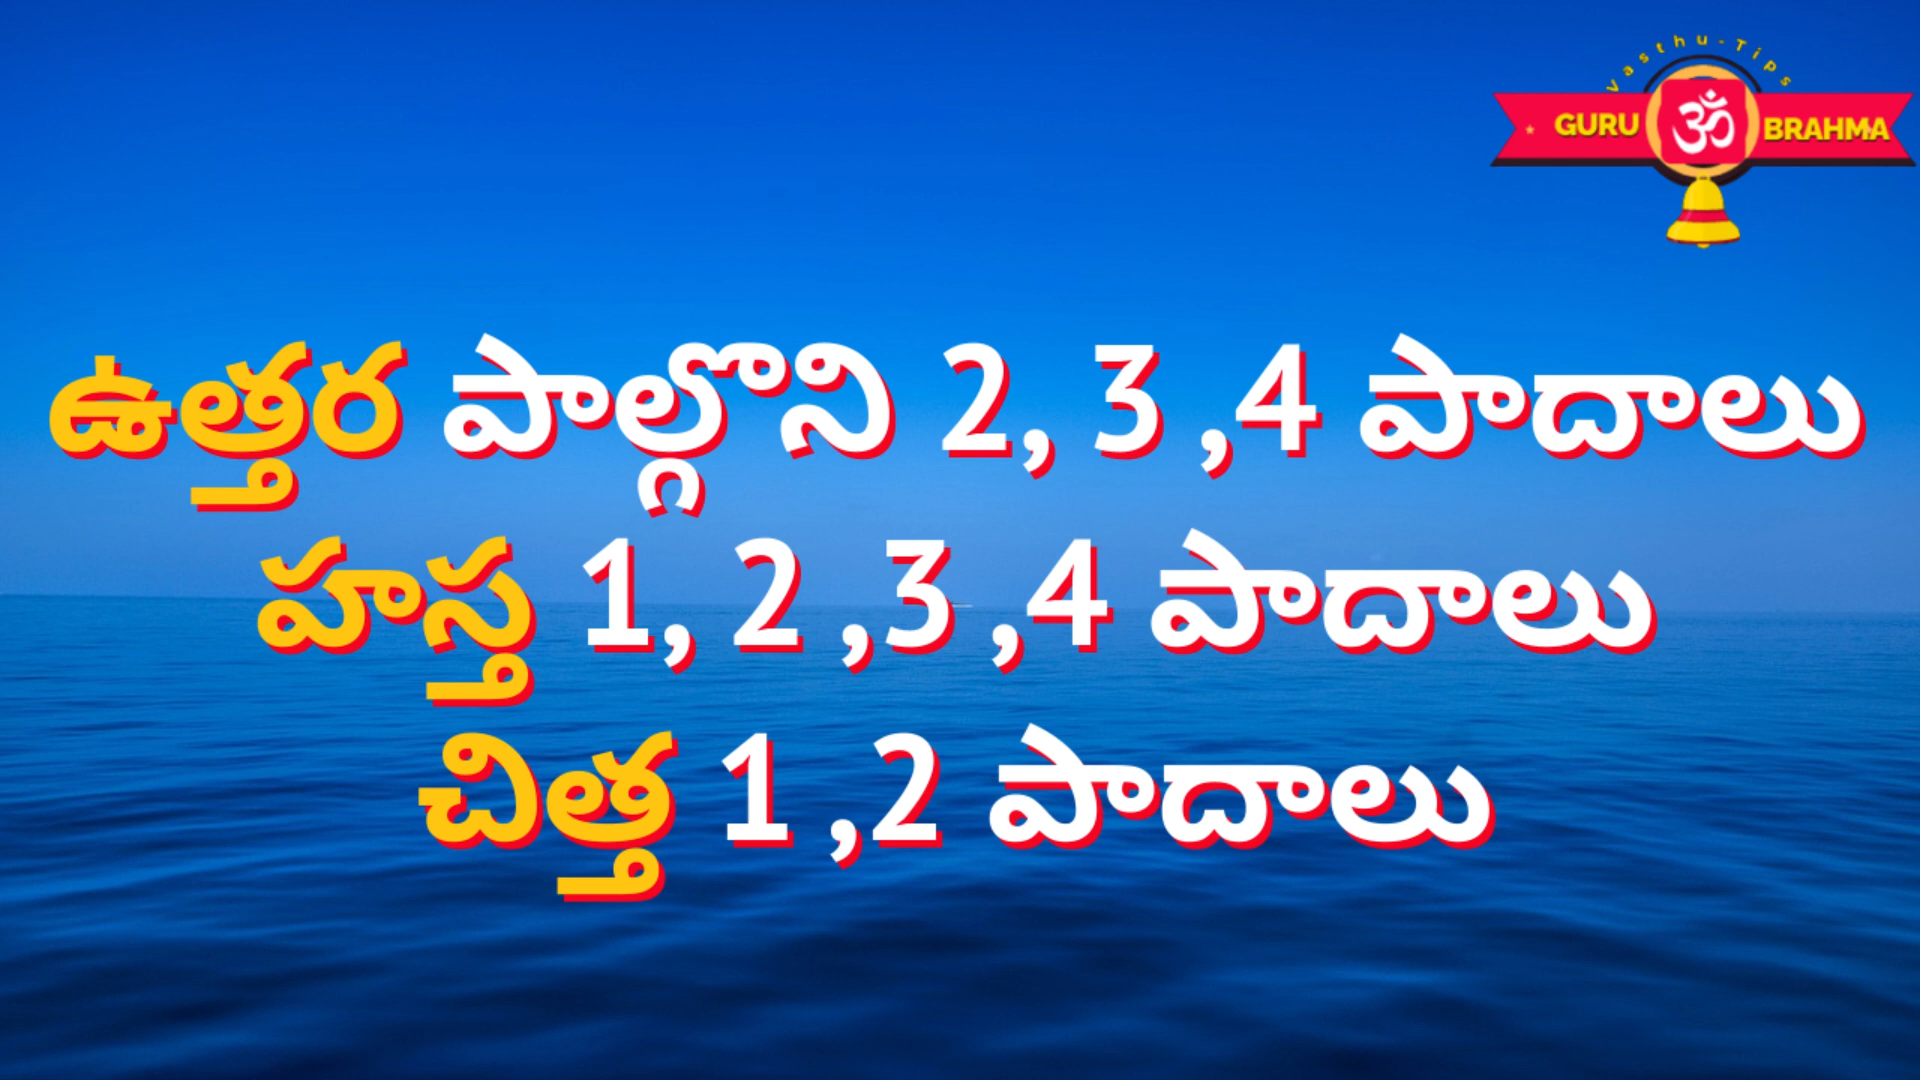 Vasthu-Tips
GURU ॐ BRAHMA
ఉత్తర పాల్గొని 2, 3 ,4 పాదాలు
హస్త 1, 2 ,3 ,4 పాదాలు
చిత్త 1 ,2 పాదాలు